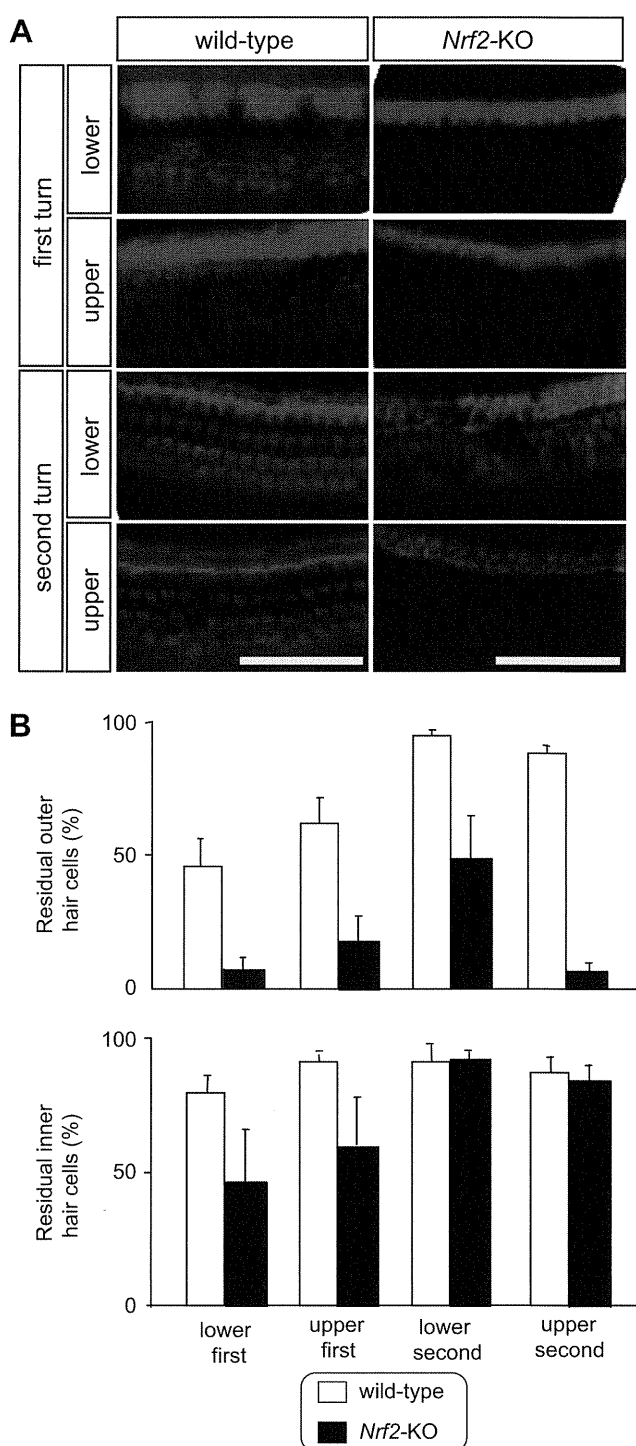 A
wild-type
Nrf2-KO
first turn
lower
upper
second turn
lower
upper
B
100
50
0
Residual outer
hair cells (%)
100
50
0
Residual inner
hair cells (%)
lower
first
upper
first
lower
second
upper
second
wild-type
Nrf2-KO